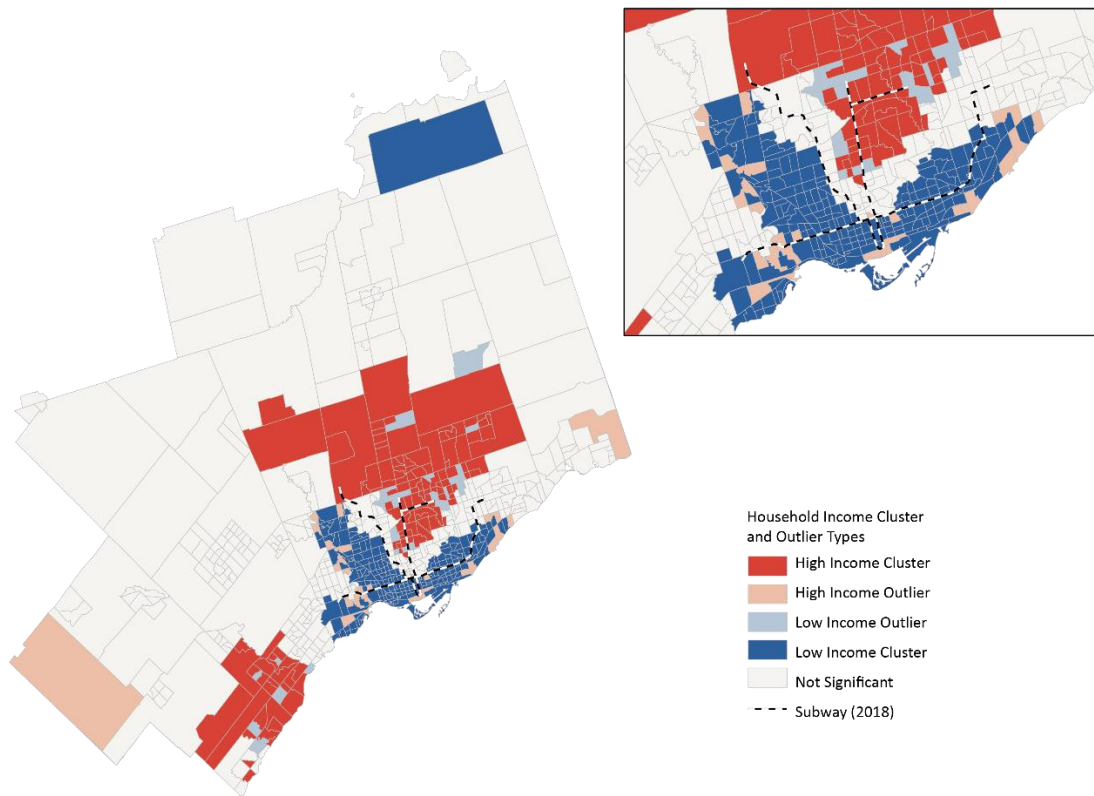 Household Income Cluster
and Outlier Types
High Income Cluster
High Income Outlier
Low Income Outlier
Low Income Cluster
Not Significant
Subway (2018)